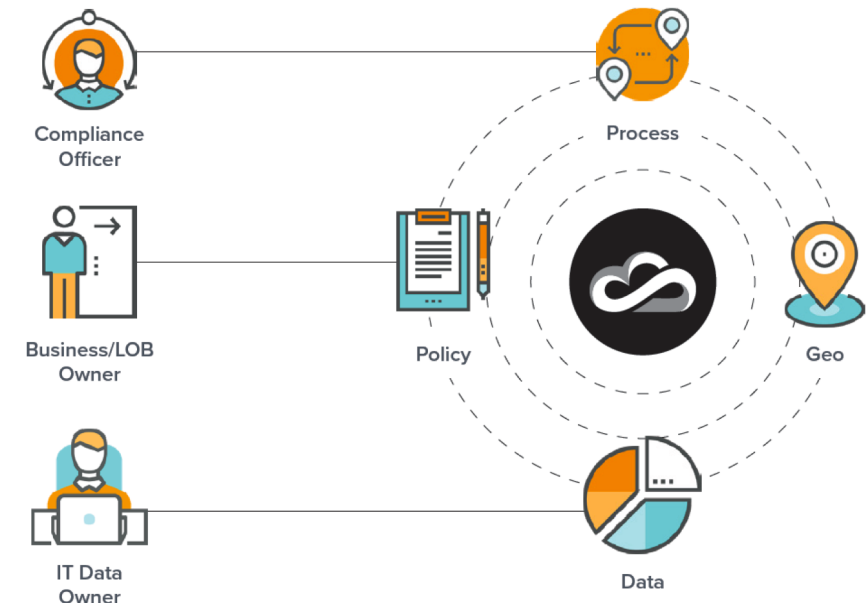 Compliance
Officer
Process
Business/LOB
Owner
Policy
Geo
IT Data
Owner
Data